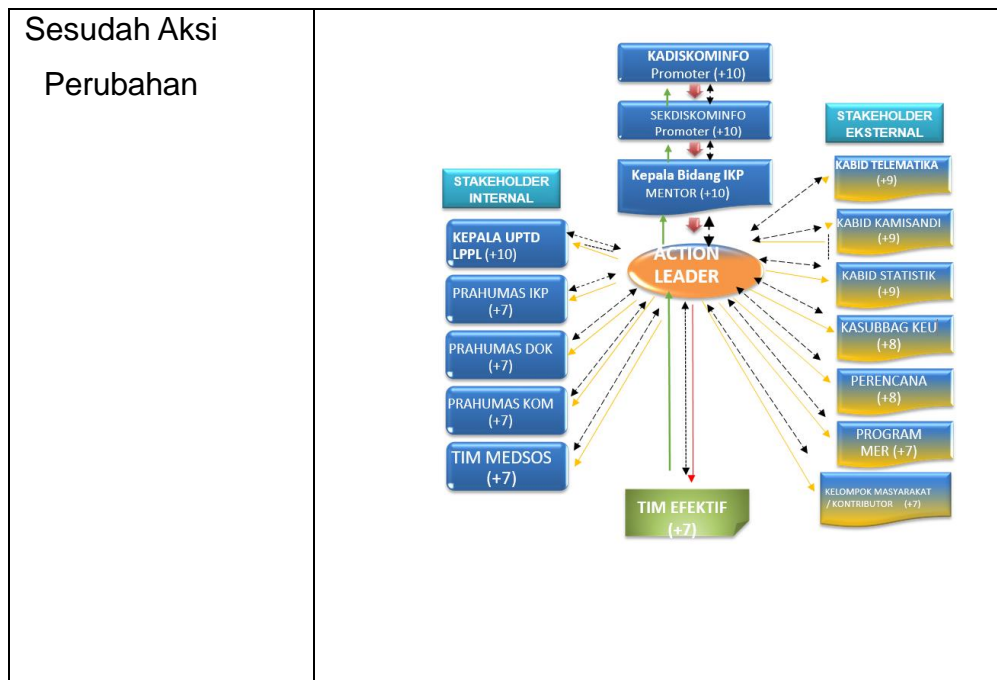 Sesudah Aksi
Perubahan
KADISKOMINFO
Promoter (+10)
SEKDISKOMINFO
Promoter (+10)
Kepala Bidang IKP
MENTOR (+10)
STAKEHOLDER
INTERNAL
KEPALA UPTD
LPPL (+10)
PRAHUMAS IKP
(+7)
PRAHUMAS DOK
(+7)
PRAHUMAS KOM
(+7)
TIM MEDSOS
(+7)
ACTION
LEADER
TIM EFEKTIF
(+7)
STAKEHOLDER
EKSTERNAL
KABID TELEMATIKA
(+9)
KABID KAMISANDI
(+9)
KABID STATISTIK
(+9)
KASUBBAG KEU
(+8)
PERENCANA
(+8)
PROGRAM
MER (+7)
KELOMPOK MASYARAKAT
/ KONTRIBUTOR (+7)